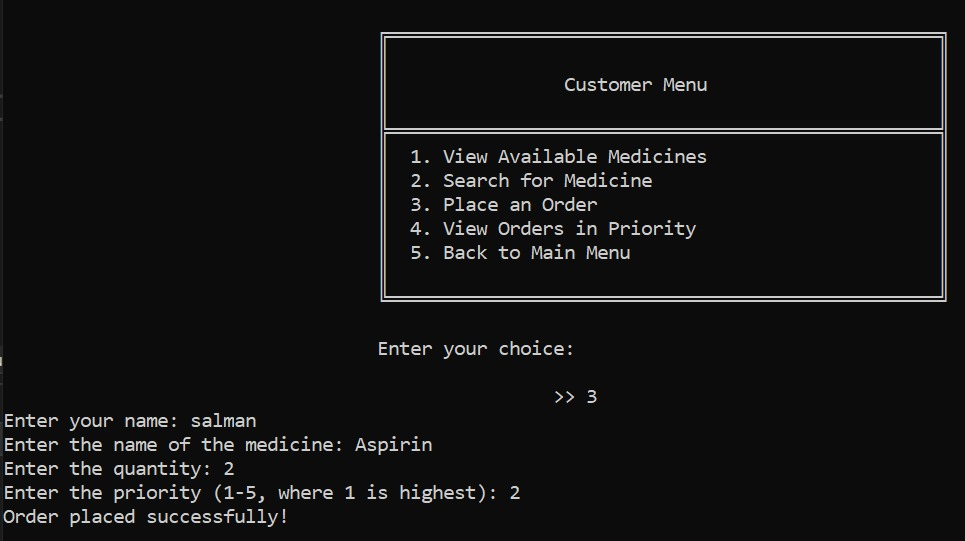 Customer Menu
1. View Available Medicines
2. Search for Medicine
3. Place an Order
4. View Orders in Priority
5. Back to Main Menu
Enter your choice:
>> 3
Enter your name: salman
Enter the name of the medicine: Aspirin
Enter the quantity: 2
Enter the priority (1-5, where 1 is highest): 2
Order placed successfully!